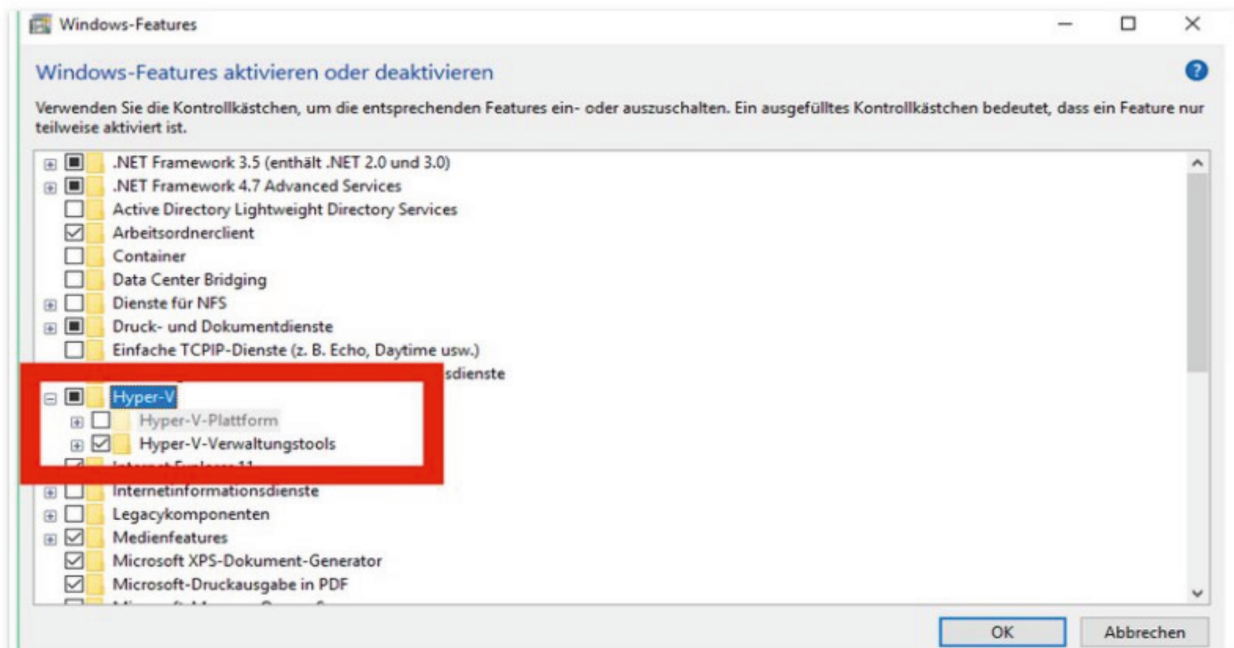 Windows-Features
Windows-Features aktivieren oder deaktivieren
Verwenden Sie die Kontrollkästchen, um die entsprechenden Features ein- oder auszuschalten. Ein ausgefülltes Kontrollkästchen bedeutet, dass ein Feature nur
teilweise aktiviert ist.
.NET Framework 3.5 (enthält .NET 2.0 und 3.0)
.NET Framework 4.7 Advanced Services
Active Directory Lightweight Directory Services
Arbeitsordnerclient
Container
Data Center Bridging
Dienste für NFS
Druck- und Dokumentdienste
Einfache TCPIP-Dienste (z. B. Echo, Daytime usw.)
sdienste
Hyper-V
Hyper-V-Plattform
Hyper-V-Verwaltungstools
Internet Explorer 11
Internetinformationsdienste
Legacykomponenten
Medienfeatures
Microsoft XPS-Dokument-Generator
Microsoft-Druckausgabe in PDF
OK
Abbrechen